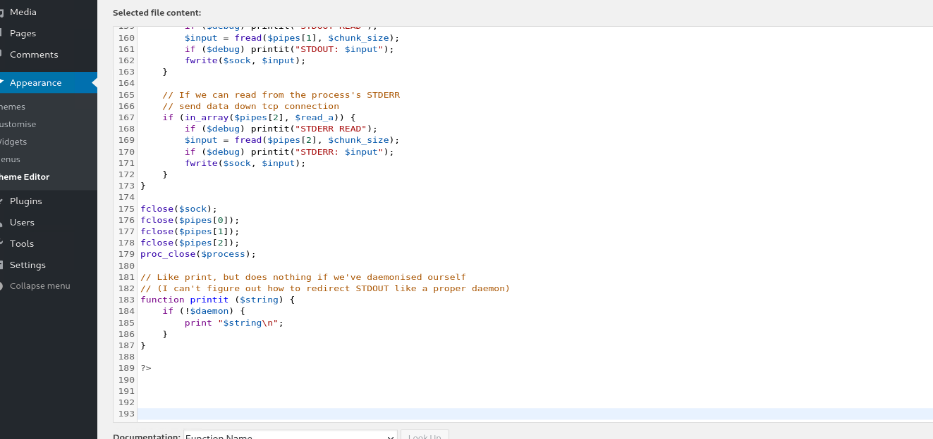 Media
Pages
Comments
Appearance
hemes
ustomise
idgets
enus
heme Editor
Plugins
Users
Tools
Settings
Collapse menu
Selected file content:
159 if ($debug) printit("STDOUT READ");
160 $input = fread($pipes[1], $chunk_size);
161 if ($debug) printit("STDOUT: $input");
162 fwrite($sock, $input);
163 }
164
165 // If we can read from the process's STDERR
166 // send data down tcp connection
167 if (in_array($pipes[2], $read_a)) {
168 if ($debug) printit("STDERR READ");
169 $input = fread($pipes[2], $chunk_size);
170 if ($debug) printit("STDERR: $input");
171 fwrite($sock, $input);
172 }
173 }
174
175 fclose($sock);
176 fclose($pipes[0]);
177 fclose($pipes[1]);
178 fclose($pipes[2]);
179 proc_close($process);
180
181 // Like print, but does nothing if we've daemonised ourself
182 // (I can't figure out how to redirect STDOUT like a proper daemon)
183 function printit ($string) {
184 if (!$daemon) {
185 print "$string\n";
186 }
187 }
188
189 ?>
190
191
192
193
Documentation: Function Name... Look Up